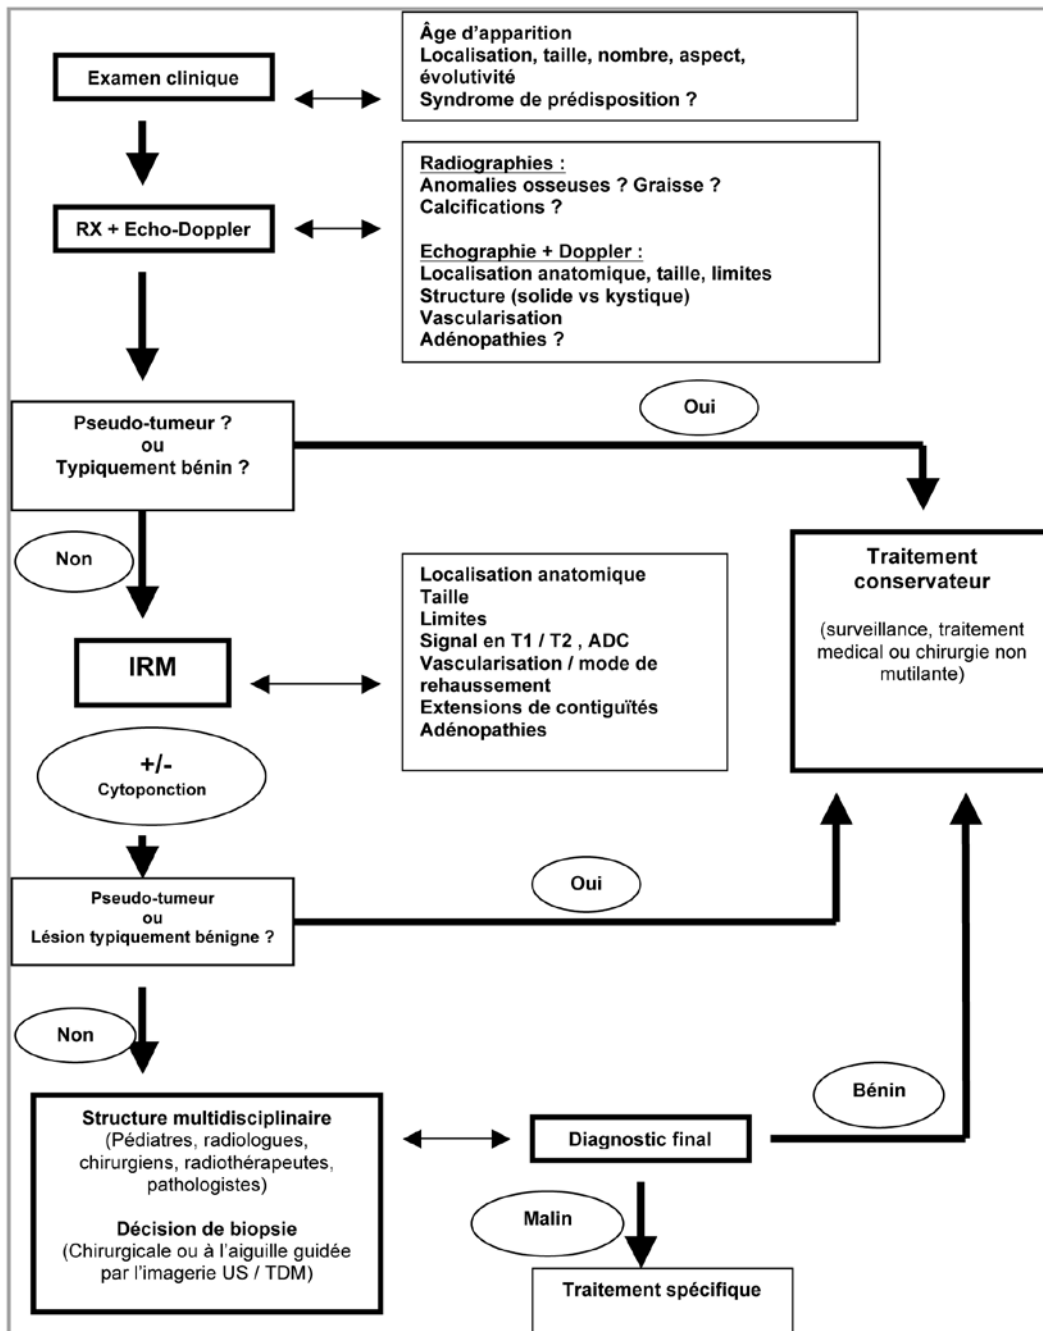 Âge d'apparition
Localisation, taille, nombre, aspect,
évolutivité
Syndrome de prédisposition ?
Examen clinique
Radiographies :
Anomalies osseuses ? Graisse ?
Calcifications ?
RX + Echo-Doppler
Echographie + Doppler :
Localisation anatomique, taille, limites
Structure (solide vs kystique)
Vascularisation
Adénopathies ?
Oui
Pseudo-tumeur ?
ou
Typiquement bénin ?
Non
Traitement
conservateur
(surveillance, traitement
medical ou chirurgie non
mutilante)
Localisation anatomique
Taille
Limites
Signal en T1 / T2 , ADC
Vascularisation / mode de
rehaussement
Extensions de contiguïtés
Adénopathies
IRM
+/-
Cytoponction
Oui
Pseudo-tumeur
ou
Lésion typiquement bénigne ?
Non
Bénin
Structure multidisciplinaire
(Pédiatres, radiologues,
chirurgiens, radiothérapeutes,
pathologistes)
Décision de biopsie
(Chirurgicale ou à l'aiguille guidée
par l'imagerie US / TDM)
Diagnostic final
Malin
Traitement spécifique